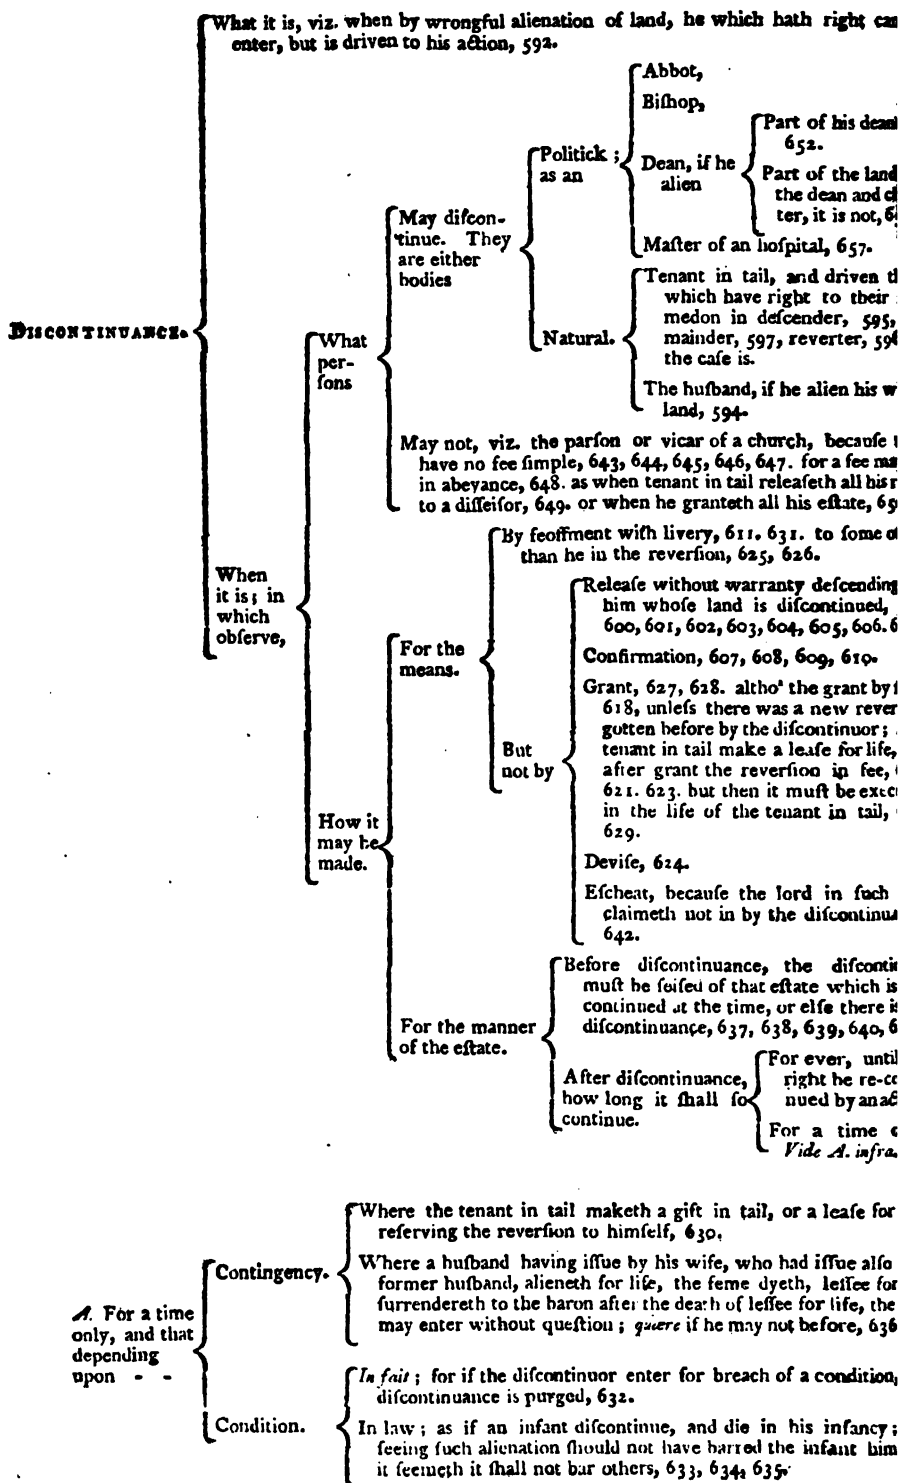 What it is, viz. when by wrongful alienation of land, he which hath right
enter, but is driven to his action, 592.
DISCONTINUANCE.
When
it is; in
which
obſerve,
What
per-
ſons
May diſcon-
tinue. They
are either
bodies
Politick;
as an
Abbot,
Biſhop,
Dean, if he
alien
Part of his
652.
Part of the
the dean and
ter, it is not,
Maſter of an hoſpital, 657.
Natural.
Tenant in tail, and driven
which have right to their
medon in deſcender, 595,
mainder, 597, reverter,
the caſe is.
The huſband, if he alien his
land, 594.
May not, viz. the parſon or vicar of a church, becauſe
have no fee ſimple, 643, 644, 645, 646, 647. for a fee
in abeyance, 648. as when tenant in tail releaſeth all his
to a diſſeiſor, 649. or when he granteth all his eſtate,
How it
may be
made.
For the
means.
By feoffment with livery, 611. 631. to ſome
than he in the reverſion, 625, 626.
But
not by
Releaſe without warranty deſcending
him whoſe land is diſcontinued,
600, 601, 602, 603, 604, 605, 606.
Confirmation, 607, 608, 609, 610.
Grant, 627, 628. altho' the grant by
618, unleſs there was a new
gotten before by the diſcontinuor;
tenant in tail make a leaſe for life,
after grant the reverſion in fee,
621. 623. but then it muſt be
in the life of the tenant in tail,
629.
Deviſe, 624.
Eſcheat, becauſe the lord in ſuch
claimeth not in by the
642.
For the manner
of the eſtate.
Before diſcontinuance, the
muſt be ſeiſed of that eſtate which is
continued at the time, or elſe there
diſcontinuance, 637, 638, 639, 640,
After diſcontinuance,
how long it ſhall ſo
continue.
For ever, until
right be
nued by
For a time
Vide A. infra.
A. For a time
only, and that
depending
upon - -
Contingency.
Where the tenant in tail maketh a gift in tail, or a leaſe for
reſerving the reverſion to himſelf, 630.
Where a huſband having iſſue by his wife, who had iſſue alſo
former huſband, alieneth for life, the feme dyeth, leſſee for
ſurrendereth to the baron after the death of leſſee for life, the
may enter without queſtion; quære if he may not before, 636
Condition.
In fait; for if the diſcontinuor enter for breach of a condition,
diſcontinuance is purged, 632.
In law; as if an infant diſcontinue, and die in his infancy;
ſeeing ſuch alienation ſhould not have barred the infant
it ſeemeth it ſhall not bar others, 633, 634, 635.